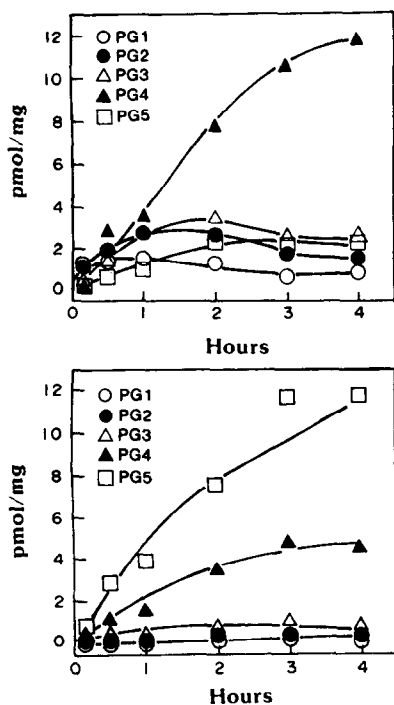 12
10
8
6
4
2
0
pmol/mg
○ PG1
● PG2
△ PG3
▲ PG4
□ PG5
0 1 2 3 4
Hours
12
10
8
6
4
2
0
pmol/mg
○ PG1
● PG2
△ PG3
▲ PG4
□ PG5
0 1 2 3 4
Hours